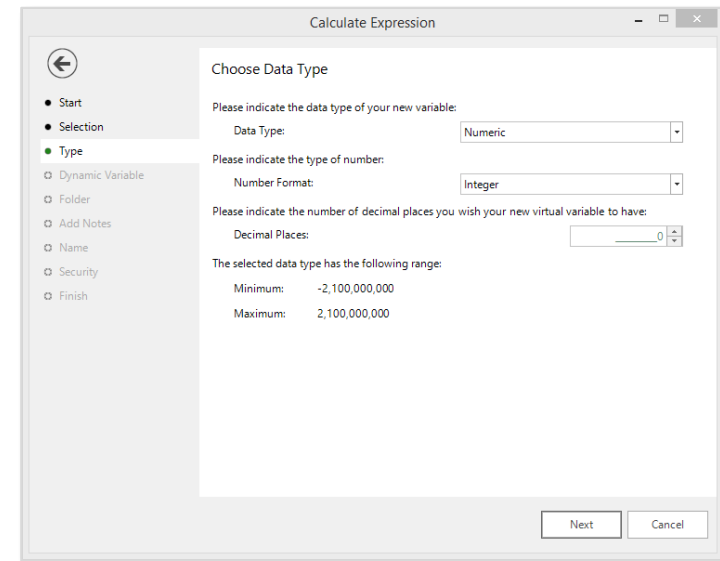 Calculate Expression
Start
Selection
Type
Dynamic Variable
Folder
Add Notes
Name
Security
Finish
Choose Data Type
Please indicate the data type of your new variable:
Data Type: Numeric
Please indicate the type of number:
Number Format: Integer
Please indicate the number of decimal places you wish your new virtual variable to have:
Decimal Places: _______0
The selected data type has the following range:
Minimum: -2,100,000,000
Maximum: 2,100,000,000
Next Cancel